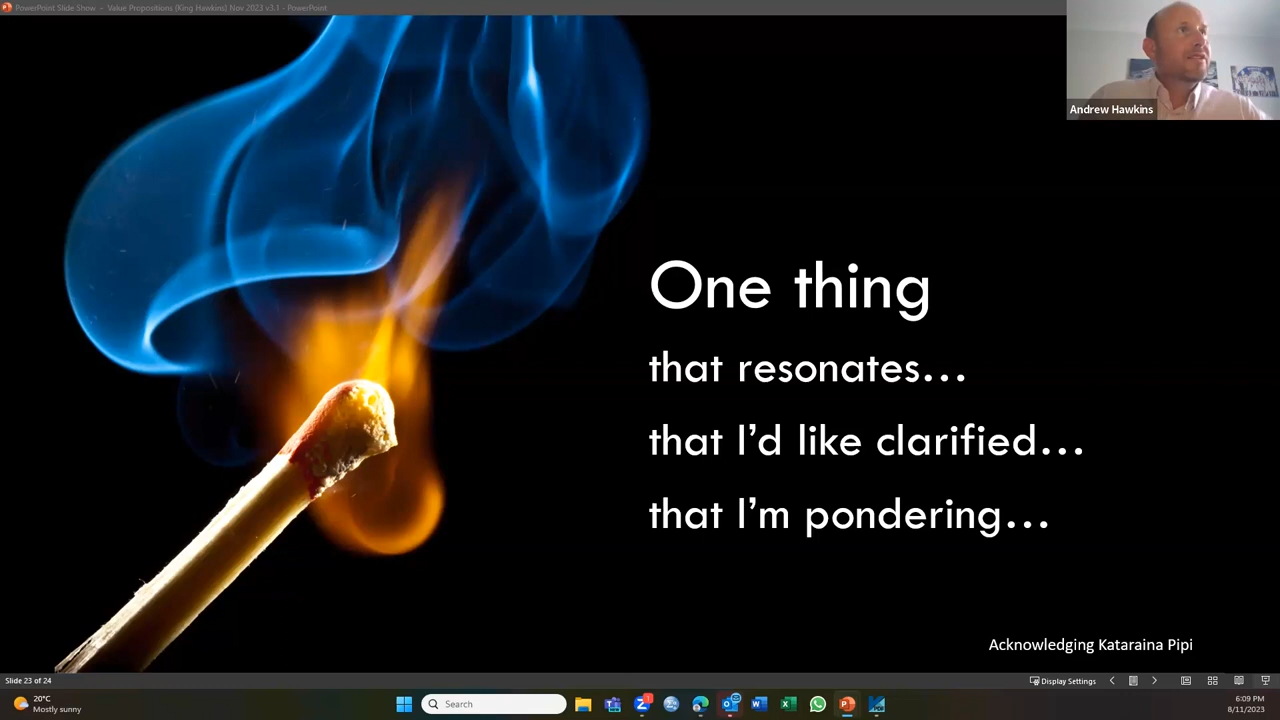 PowerPoint Slide Show - Value Propositions (King Hawkins) Nov 2023 v3.1 - PowerPoint
Andrew Hawkins
One thing
that resonates...
that I'd like clarified...
that I'm pondering...
Acknowledging Kataraina Pipi
Slide 23 of 24
Display Settings
20°C
Mostly sunny
Search
1
6:09 PM
8/11/2023